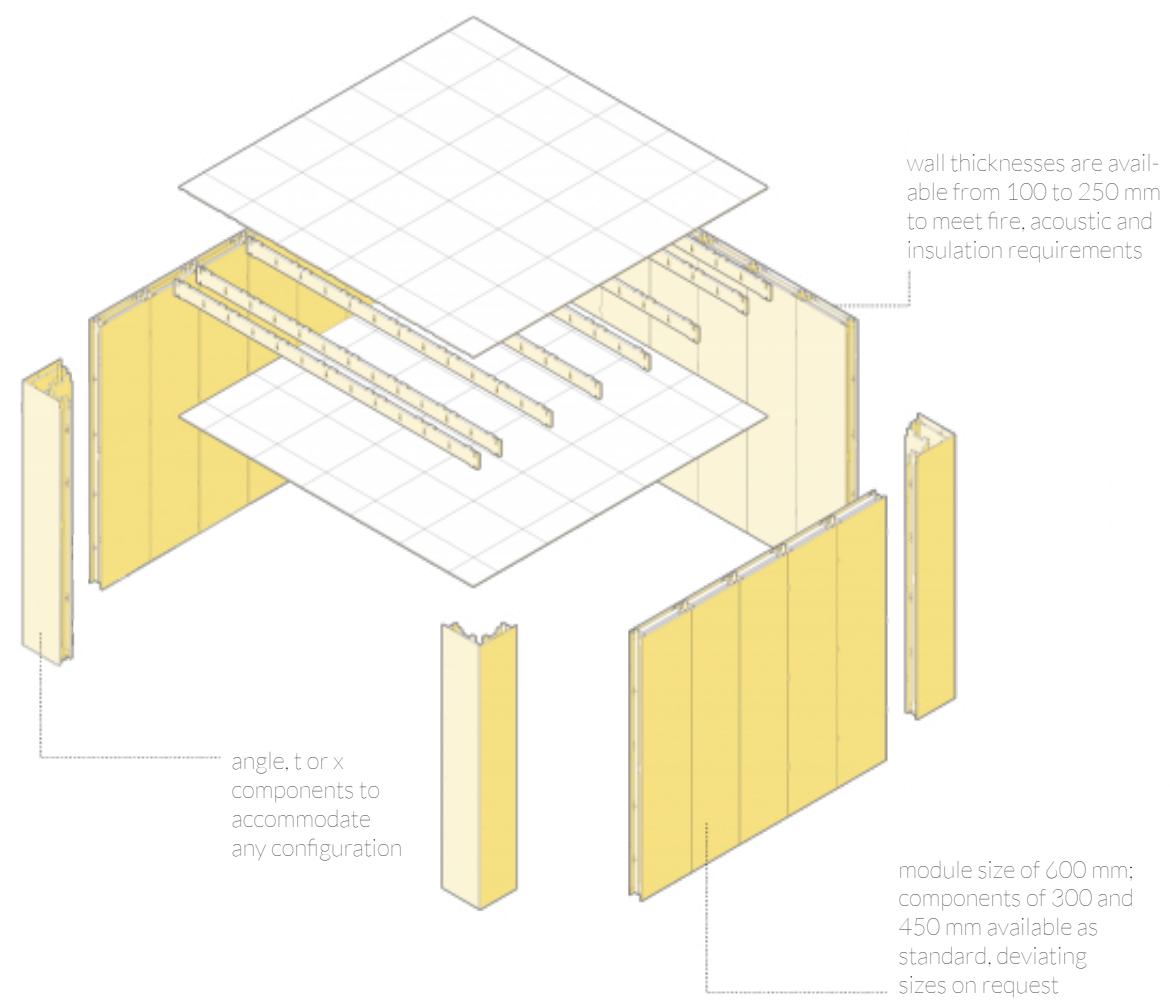 wall thicknesses are avail-
able from 100 to 250 mm
to meet fire, acoustic and
insulation requirements
angle, t or x
components to
accommodate
any configuration
module size of 600 mm;
components of 300 and
450 mm available as
standard, deviating
sizes on request